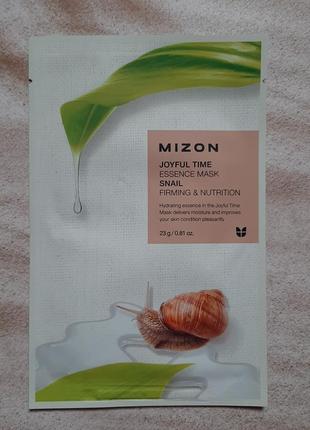 MIZON
JOYFUL TIME
ESSENCE MASK
SNAIL
FIRMING & NUTRITION
Hydrating essence in the Joyful Time
Mask delivers moisture and improves
your skin condition pleasantly
23 g / 0.81 oz.